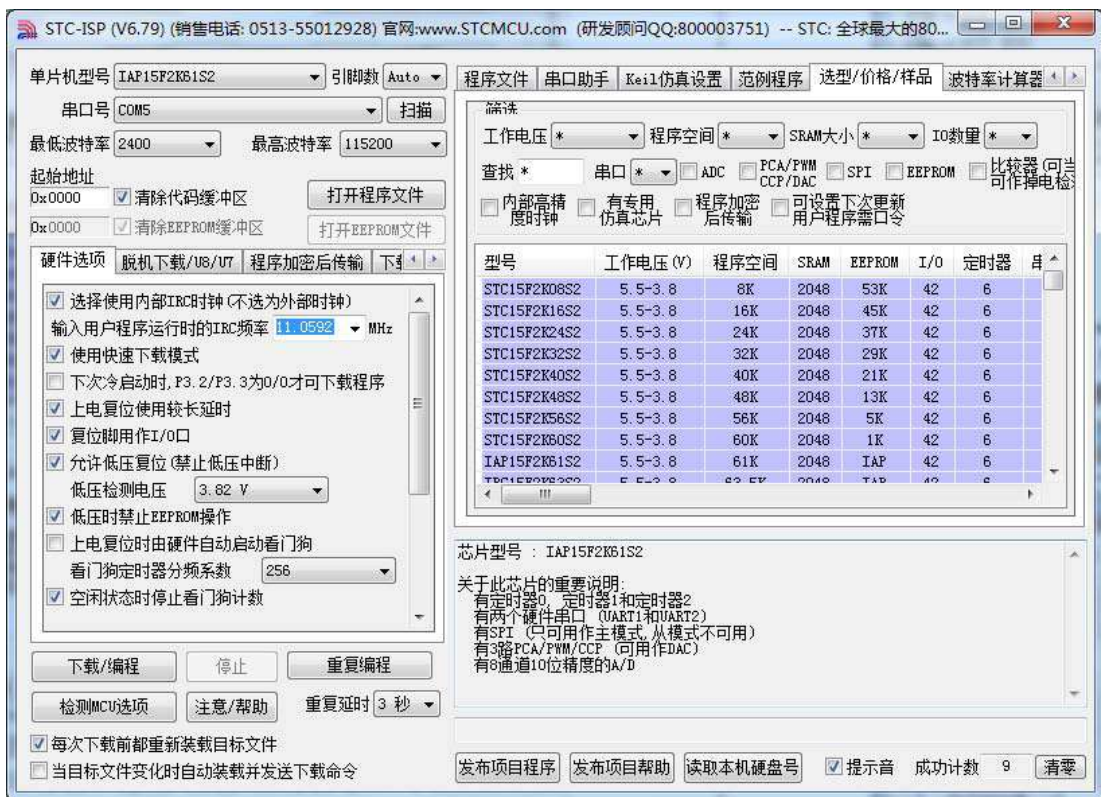 STC-ISP (V6.79) (销售电话: 0513-55012928) 官网:www.STCMCU.com (研发顾问QQ:800003751) -- STC: 全球最大的80...
单片机型号 IAP15F2K61S2 引脚数 Auto
串口号 COM5 扫描
最低波特率 2400 最高波特率 115200
起始地址
0x0000 清除代码缓冲区 打开程序文件
0x0000 清除EEPROM缓冲区 打开EEPROM文件
硬件选项 脱机下载/U8/U7 程序加密后传输
选择使用内部IRC时钟(不选为外部时钟)
输入用户程序运行时的IRC频率 11.0592 MHz
使用快速下载模式
下次冷启动时,P3.2/P3.3为0/0才可下载程序
上电复位使用较长延时
复位脚用作I/O口
允许低压复位(禁止低压中断)
低压检测电压 3.82 V
低压时禁止EEPROM操作
上电复位时由硬件自动启动看门狗
看门狗定时器分频系数 256
空闲状态时停止看门狗计数
下载/编程 停止 重复编程
检测MCU选项 注意/帮助 重复延时 3 秒
每次下载前都重新装载目标文件
当目标文件变化时自动装载并发送下载命令
程序文件 串口助手 Keil仿真设置 范例程序 选型/价格/样品 波特率计算器
筛选
工作电压 * 程序空间 * SRAM大小 * IO数量 *
查找 * 串口 * ADC PCA/PWM CCP/DAC SPI EEPROM 比较器(可当 可作掉电检
内部高精度时钟 有专用仿真芯片 程序加密后传输 可设置下次更新用户程序需口令
型号 工作电压(V) 程序空间 SRAM EEPROM I/O 定时器 串
STC15F2K08S2 5.5-3.8 8K 2048 53K 42 6
STC15F2K16S2 5.5-3.8 16K 2048 45K 42 6
STC15F2K24S2 5.5-3.8 24K 2048 37K 42 6
STC15F2K32S2 5.5-3.8 32K 2048 29K 42 6
STC15F2K40S2 5.5-3.8 40K 2048 21K 42 6
STC15F2K48S2 5.5-3.8 48K 2048 13K 42 6
STC15F2K56S2 5.5-3.8 56K 2048 5K 42 6
STC15F2K60S2 5.5-3.8 60K 2048 1K 42 6
IAP15F2K61S2 5.5-3.8 61K 2048 IAP 42 6
芯片型号 : IAP15F2K61S2
关于此芯片的重要说明:
有定时器0, 定时器1和定时器2
有两个硬件串口 (UART1和UART2)
有SPI (只可用作主模式,从模式不可用)
有3路PCA/PWM/CCP (可用作DAC)
有8通道10位精度的A/D
发布项目程序 发布项目帮助 读取本机硬盘号 提示音 成功计数 9 清零